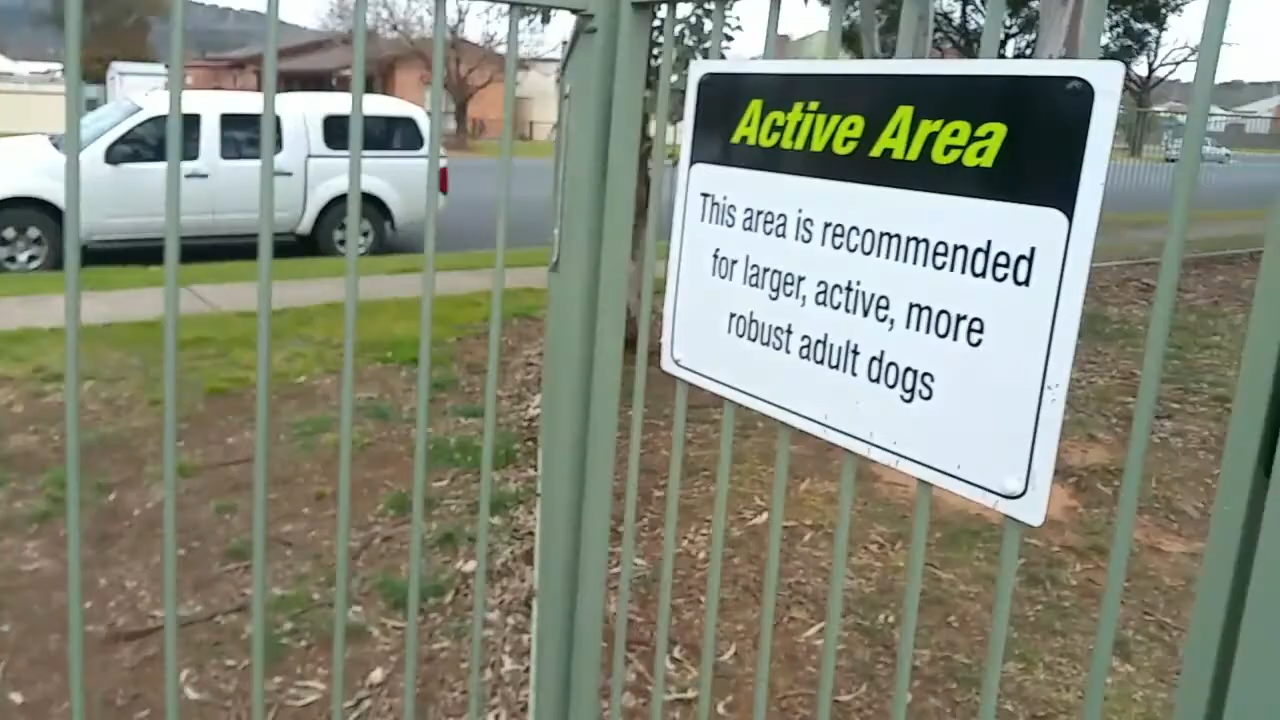 Active Area
This area is recommended
for larger, active, more
robust adult dogs